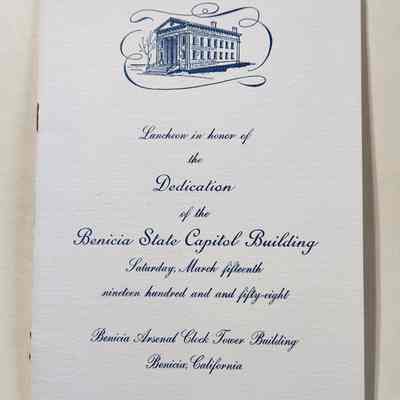 Luncheon in honor of
the
Dedication
of the
Benicia State Capitol Building
Saturday, March fifteenth
nineteen hundred and and fifty-eight
Benicia Arsenal Clock Tower Building
Benicia, California